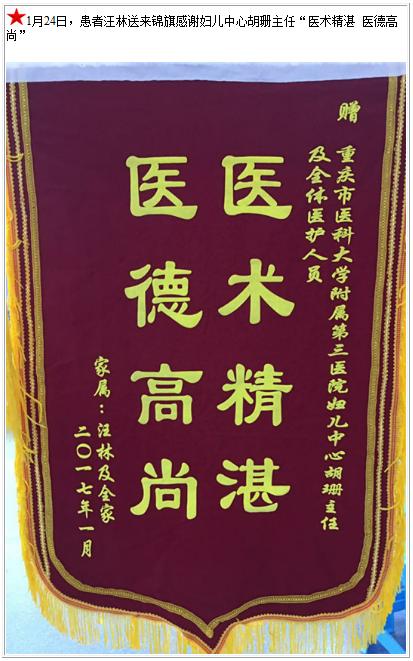 ★1月24日，患者汪林送来锦旗感谢妇儿中心胡珊主任“医术精湛 医德高
尚”
赠
重庆市医科大学附属第三医院妇儿中心胡珊主任
及全体医护人员
医术精湛
医德高尚
家属：汪林及全家
二〇一七年一月